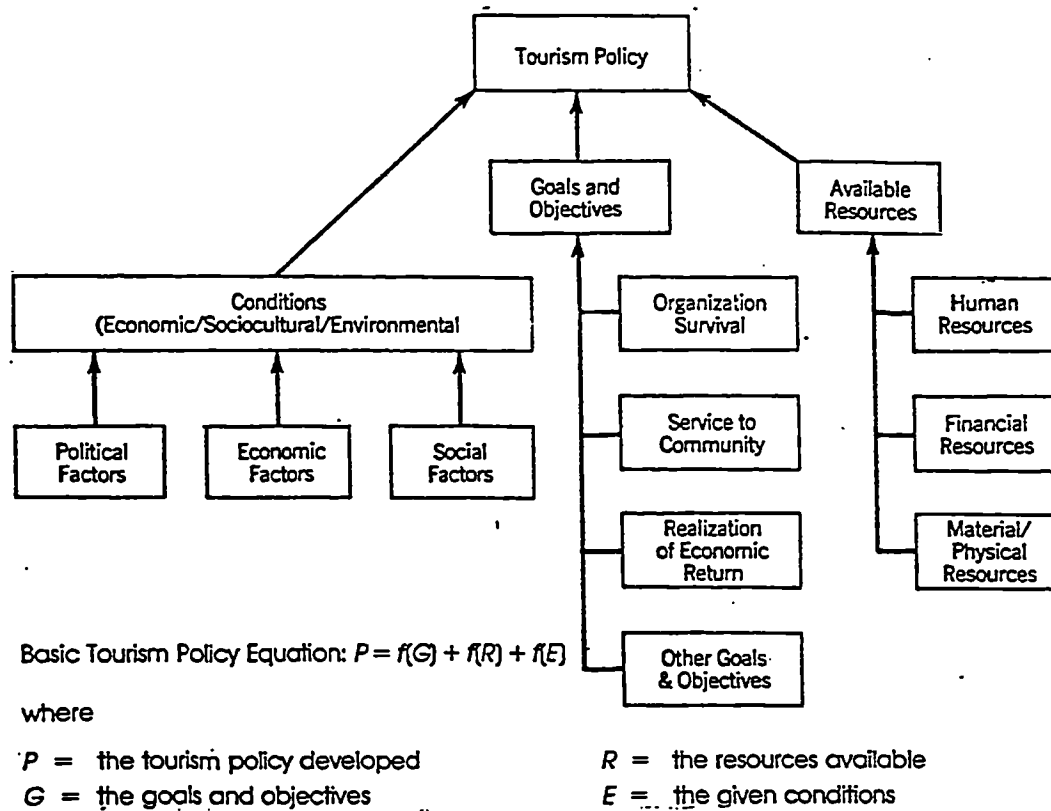 Tourism Policy
Goals and
Objectives
Available
Resources
Conditions
(Economic/Sociocultural/Environmental
Political
Factors
Economic
Factors
Social
Factors
Organization
Survival
Service to
Community
Realization
of Economic
Return
Other Goals
& Objectives
Human
Resources
Financial
Resources
Material/
Physical
Resources
Basic Tourism Policy Equation: P = f(G) + f(R) + f(E)
where
P = the tourism policy developed
G = the goals and objectives
R = the resources available
E = the given conditions